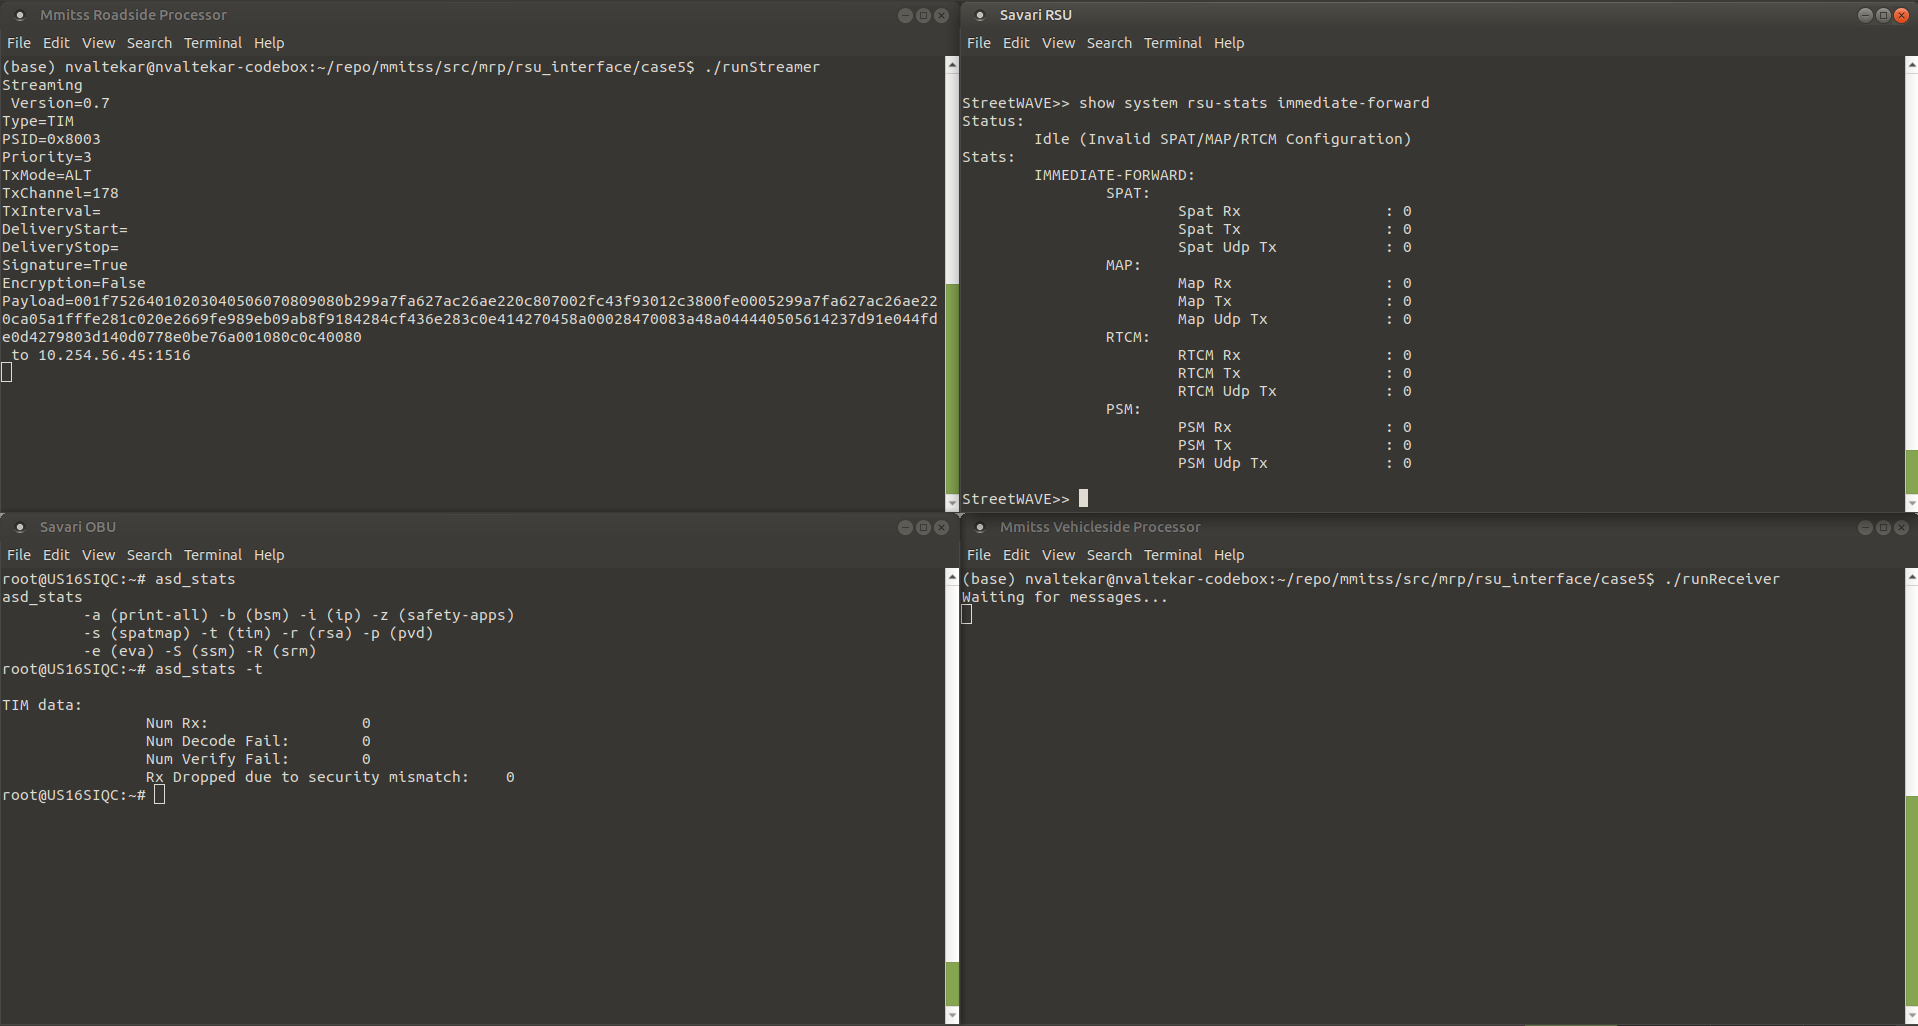 Mmitss Roadside Processor
File Edit View Search Terminal Help
(base) nvaltekar@nvaltekar-codebox:~/repo/mmitss/src/mrp/rsu_interface/case5$ ./runStreamer
Streaming
Version=0.7
Type=TIM
PSID=0x8003
Priority=3
TxMode=ALT
TxChannel=178
TxInterval=
DeliveryStart=
DeliveryStop=
Signature=True
Encryption=False
Payload=001f75264010203040506070809080b299a7fa627ac26ae220c807002fc43f93012c3800fe0005299a7fa627ac26ae22
0ca05a1fffe281c020e2669fe989eb09ab8f9184284cf436e283c0e414270458a00028470083a48a044440505614237d91e044fd
e0d4279803d140d0778e0be76a001080c0c40080
to 10.254.56.45:1516
Savari RSU
File Edit View Search Terminal Help
StreetWAVE>> show system rsu-stats immediate-forward
Status:
Idle (Invalid SPAT/MAP/RTCM Configuration)
Stats:
IMMEDIATE-FORWARD:
SPAT:
Spat Rx : 0
Spat Tx : 0
Spat Udp Tx : 0
MAP:
Map Rx : 0
Map Tx : 0
Map Udp Tx : 0
RTCM:
RTCM Rx : 0
RTCM Tx : 0
RTCM Udp Tx : 0
PSM:
PSM Rx : 0
PSM Tx : 0
PSM Udp Tx : 0
StreetWAVE>>
Savari OBU
File Edit View Search Terminal Help
root@US16SIQC:~# asd_stats
asd_stats
-a (print-all) -b (bsm) -i (ip) -z (safety-apps)
-s (spatmap) -t (tim) -r (rsa) -p (pvd)
-e (eva) -S (ssm) -R (srm)
root@US16SIQC:~# asd_stats -t
TIM data:
Num Rx: 0
Num Decode Fail: 0
Num Verify Fail: 0
Rx Dropped due to security mismatch: 0
root@US16SIQC:~#
Mmitss Vehicleside Processor
File Edit View Search Terminal Help
(base) nvaltekar@nvaltekar-codebox:~/repo/mmitss/src/mrp/rsu_interface/case5$ ./runReceiver
Waiting for messages...